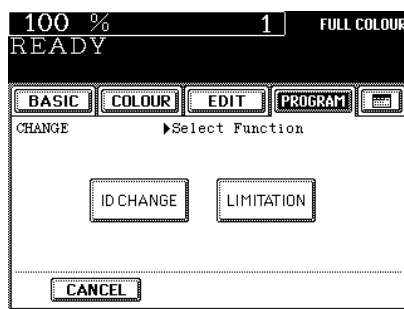 100 % 1 FULL COLOUR
READY
BASIC COLOUR EDIT PROGRAM
CHANGE ▶Select Function
ID CHANGE LIMITATION
CANCEL